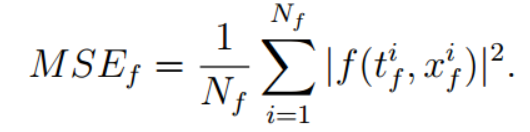 $MSE_f = \frac{1}{N_f} \sum_{i=1}^{N_f} |f(t_f^i, x_f^i)|^2.$